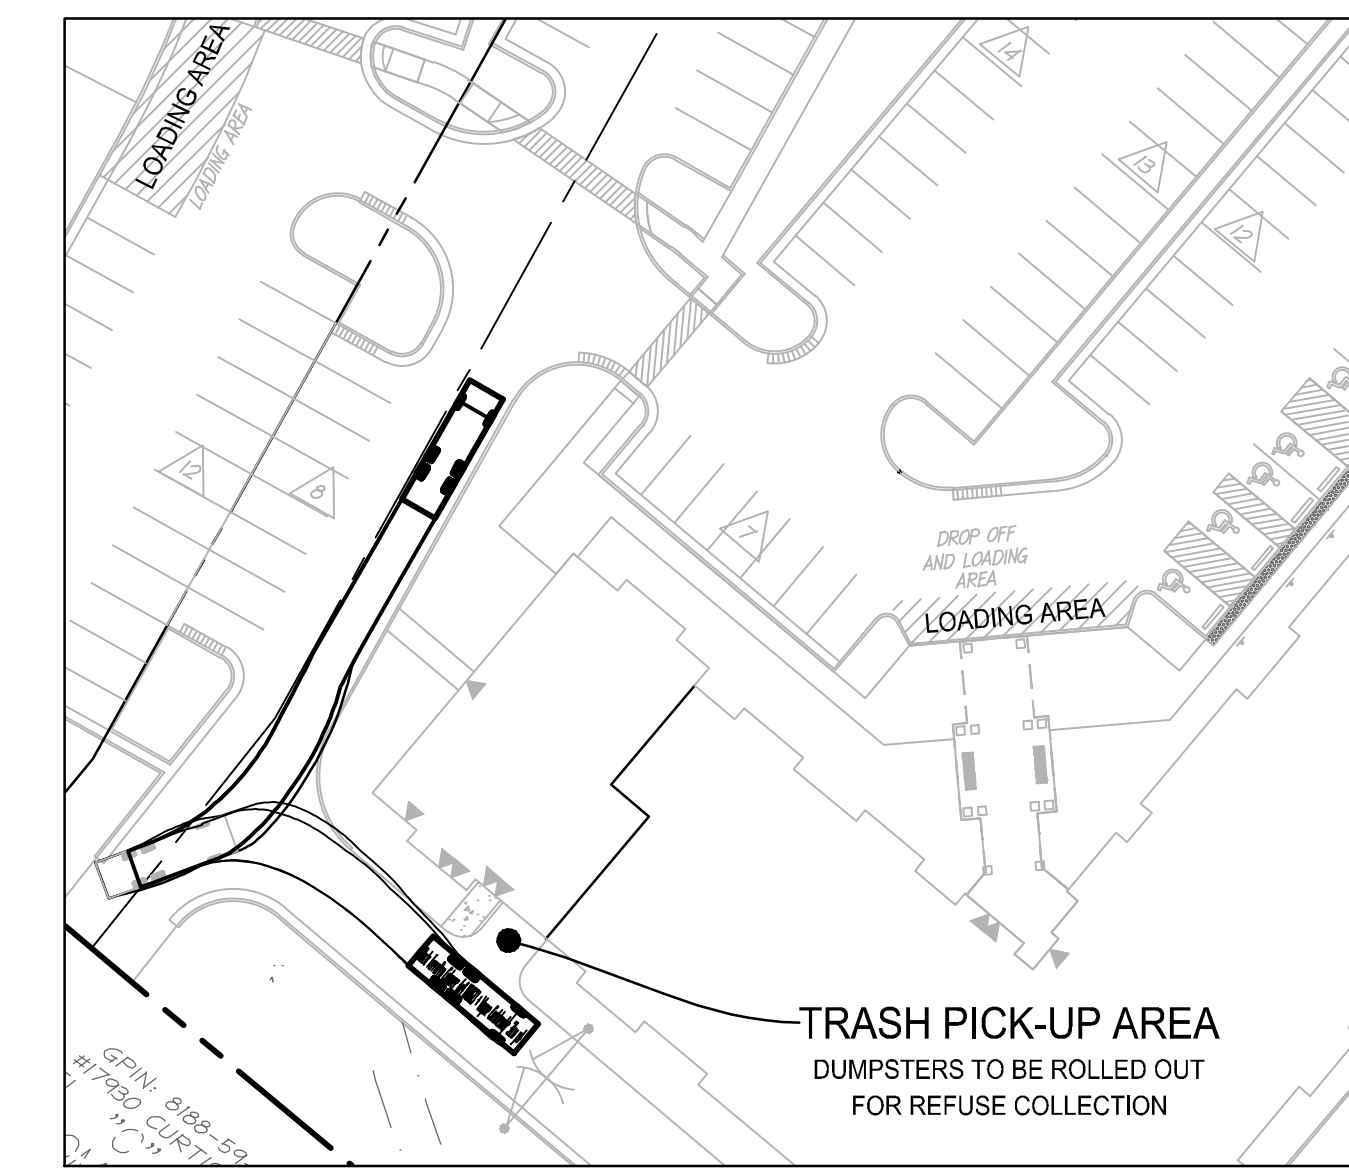 LOADING AREA
LOADING AREA
14
13
12
12
8
7
DROP OFF
AND LOADING
AREA
LOADING AREA
TRASH PICK-UP AREA
DUMPSTERS TO BE ROLLED OUT
FOR REFUSE COLLECTION
GPIN: 8188-59
#17930 CURTI
"C"